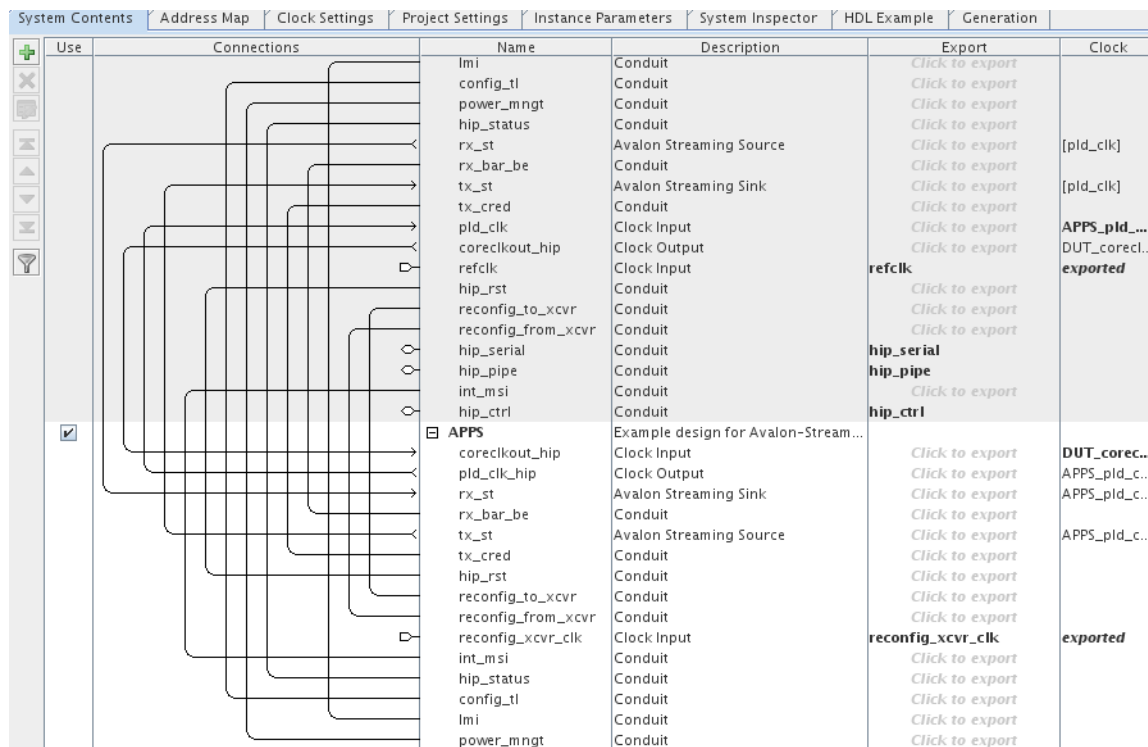 System Contents Address Map Clock Settings Project Settings Instance Parameters System Inspector HDL Example Generation
Use Connections Name Description Export Clock
lmi Conduit Click to export
config_tl Conduit Click to export
power_mngt Conduit Click to export
hip_status Conduit Click to export
rx_st Avalon Streaming Source Click to export [pld_clk]
rx_bar_be Conduit Click to export
tx_st Avalon Streaming Sink Click to export [pld_clk]
tx_cred Conduit Click to export
pld_clk Clock Input Click to export APPS_pld_...
coreclkout_hip Clock Output Click to export DUT_corecl...
refclk Clock Input refclk exported
hip_rst Conduit Click to export
reconfig_to_xcvr Conduit Click to export
reconfig_from_xcvr Conduit Click to export
hip_serial Conduit hip_serial
hip_pipe Conduit hip_pipe
int_msi Conduit Click to export
hip_ctrl Conduit hip_ctrl
APPS Example design for Avalon-Stream...
coreclkout_hip Clock Input Click to export DUT_corec...
pld_clk_hip Clock Output Click to export APPS_pld_c...
rx_st Avalon Streaming Sink Click to export APPS_pld_c...
rx_bar_be Conduit Click to export
tx_st Avalon Streaming Source Click to export APPS_pld_c...
tx_cred Conduit Click to export
hip_rst Conduit Click to export
reconfig_to_xcvr Conduit Click to export
reconfig_from_xcvr Conduit Click to export
reconfig_xcvr_clk Clock Input reconfig_xcvr_clk exported
int_msi Conduit Click to export
hip_status Conduit Click to export
config_tl Conduit Click to export
lmi Conduit Click to export
power_mngt Conduit Click to export